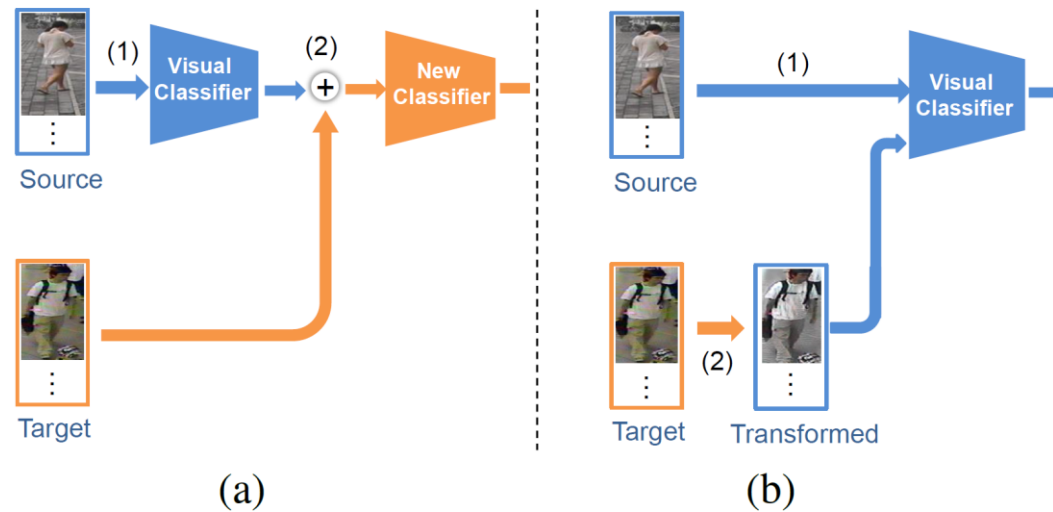 (1)
Visual
Classifier
(2)
+
New
Classifier
⋮
Source
⋮
Target
(a)
(1)
Visual
Classifier
⋮
Source
(2)
⋮
⋮
Target
Transformed
(b)